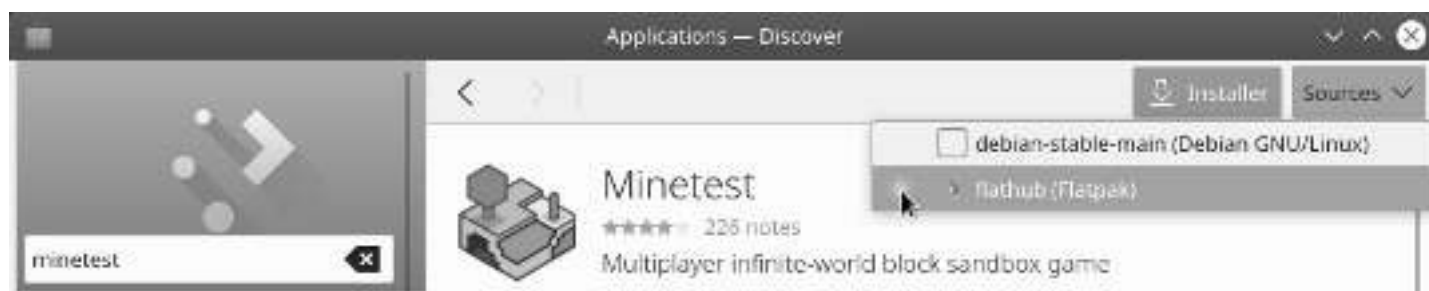 Applications — Discover
Installer
Sources
debian-stable-main (Debian GNU/Linux)
flathub (Flatpak)
Minetest
226 notes
minetest
Multiplayer infinite-world block sandbox game